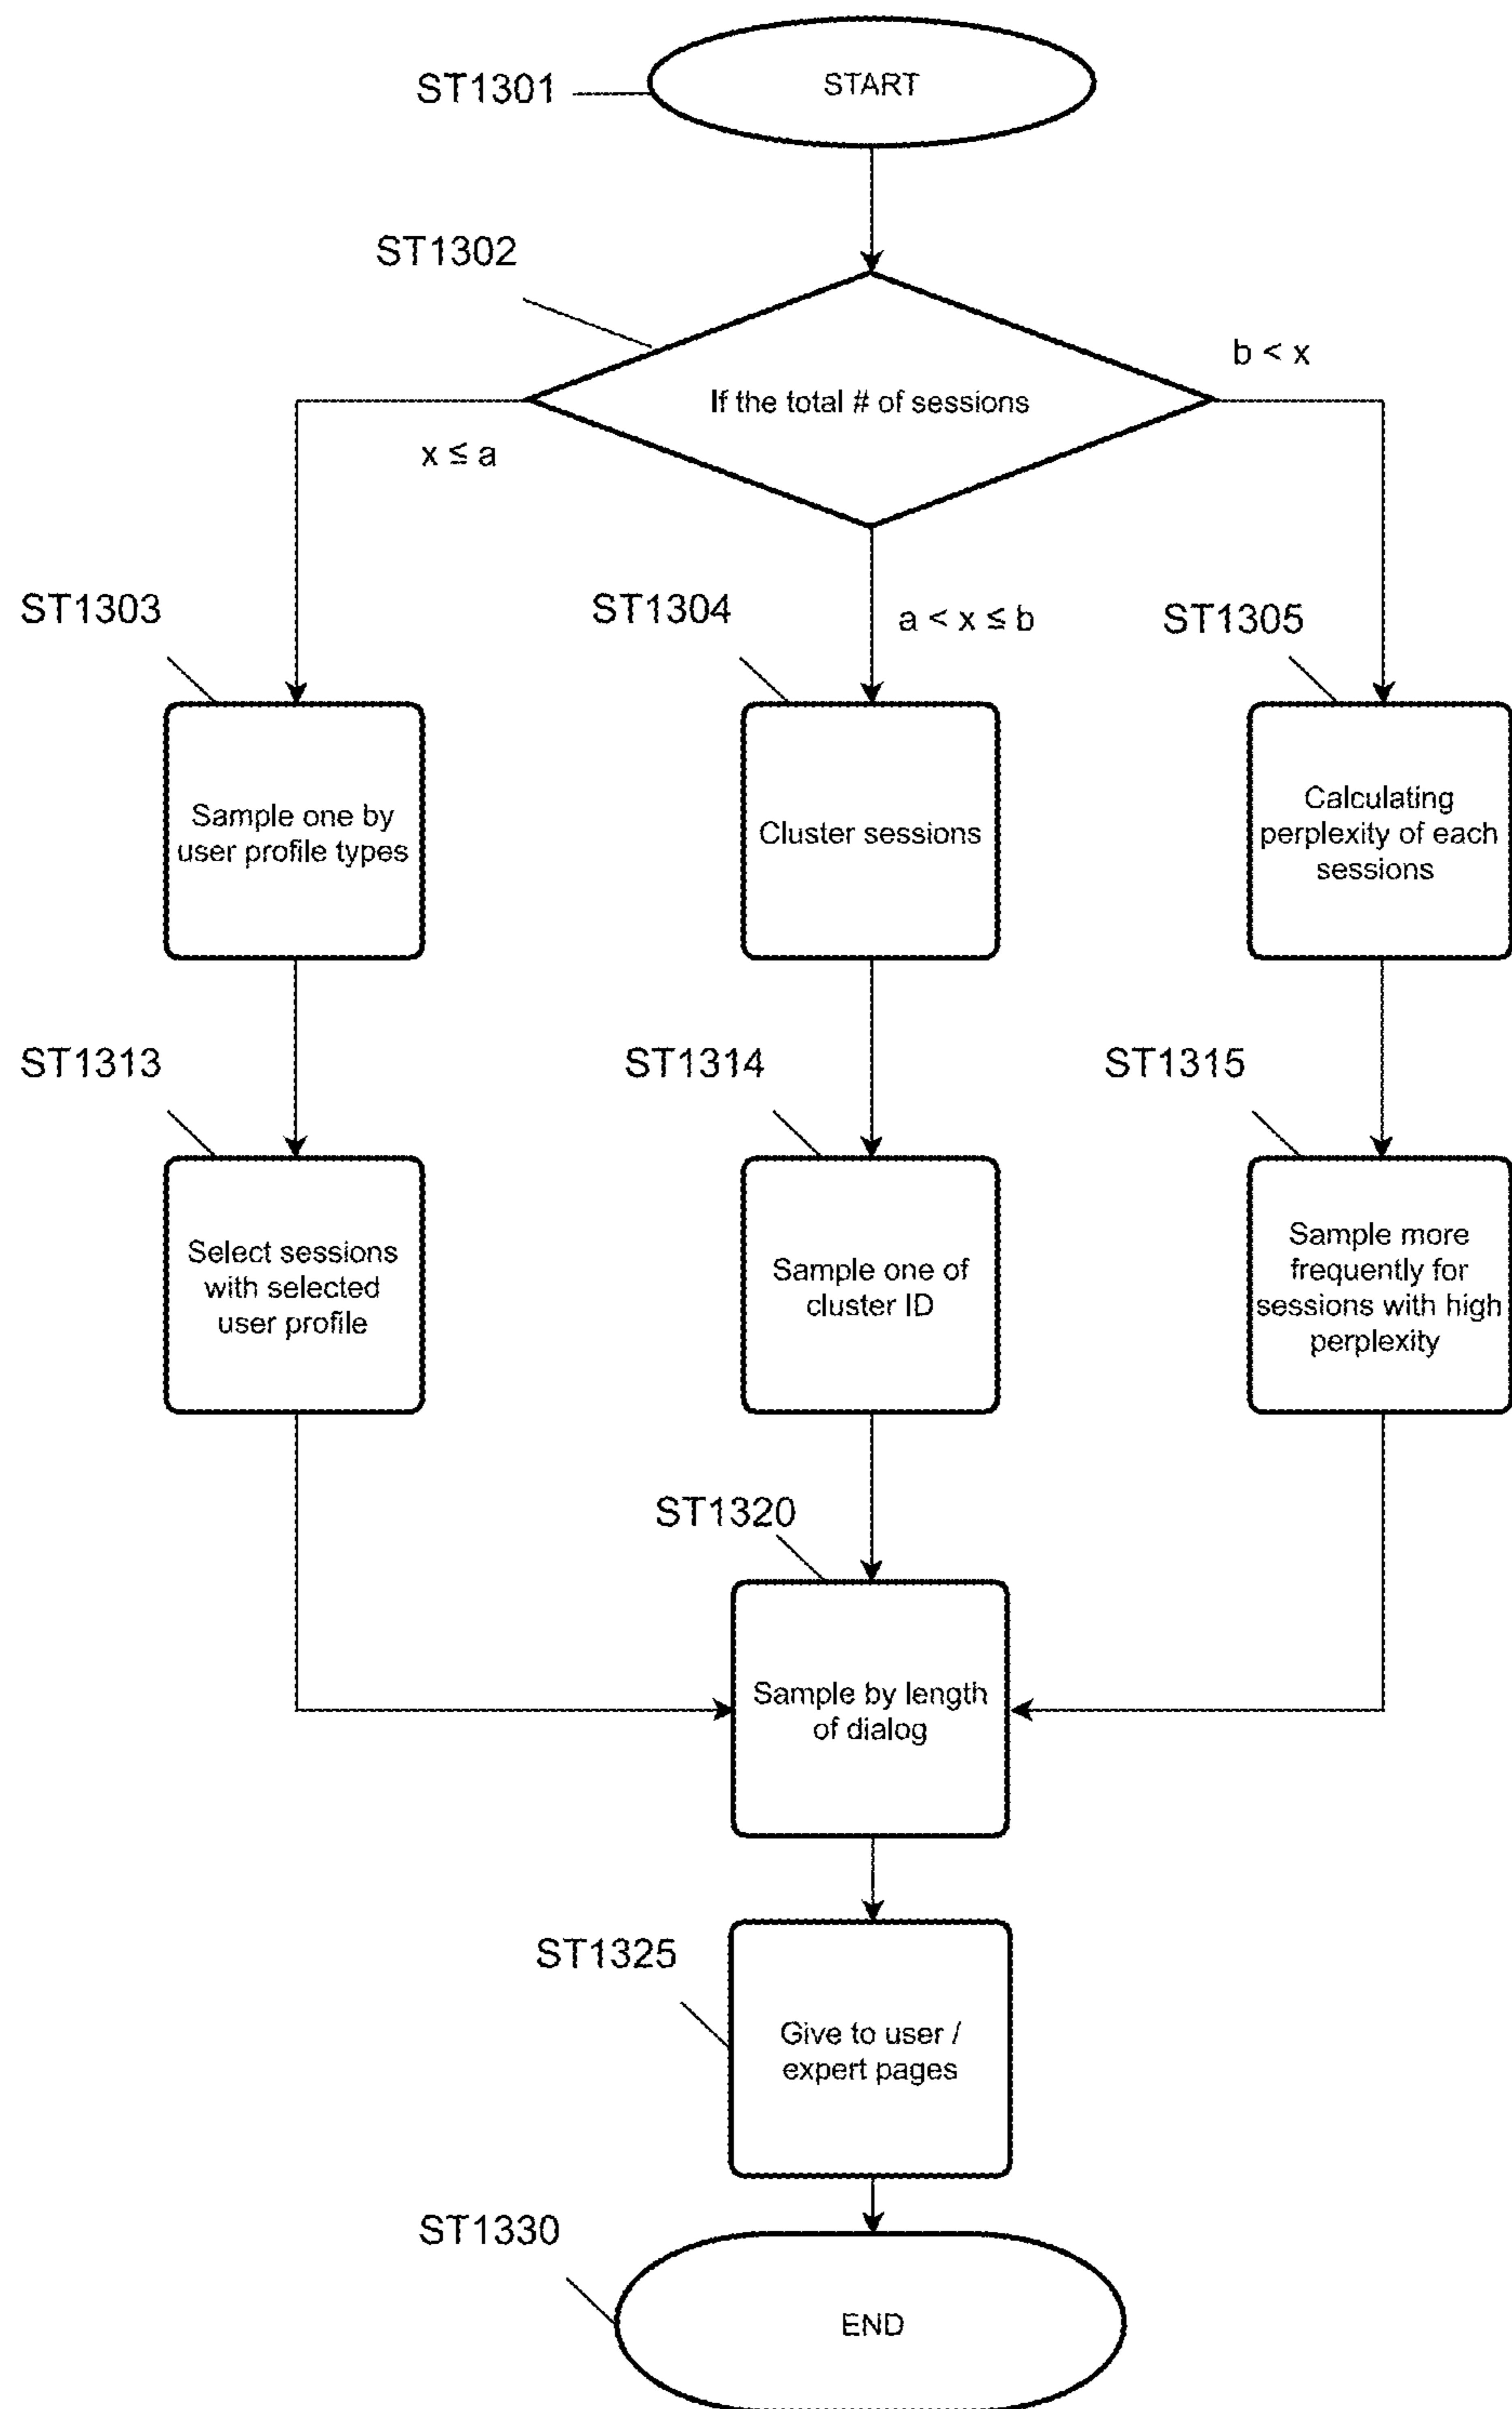 ST1301
START
ST1302
b < x
If the total # of sessions
x ≤ a
ST1303
ST1304
a < x ≤ b
ST1305
Sample one by
user profile types
Cluster sessions
Calculating
perplexity of each
sessions
ST1313
ST1314
ST1315
Select sessions
with selected
user profile
Sample one of
cluster ID
Sample more
frequently for
sessions with high
perplexity
ST1320
Sample by length
of dialog
ST1325
Give to user /
expert pages
ST1330
END